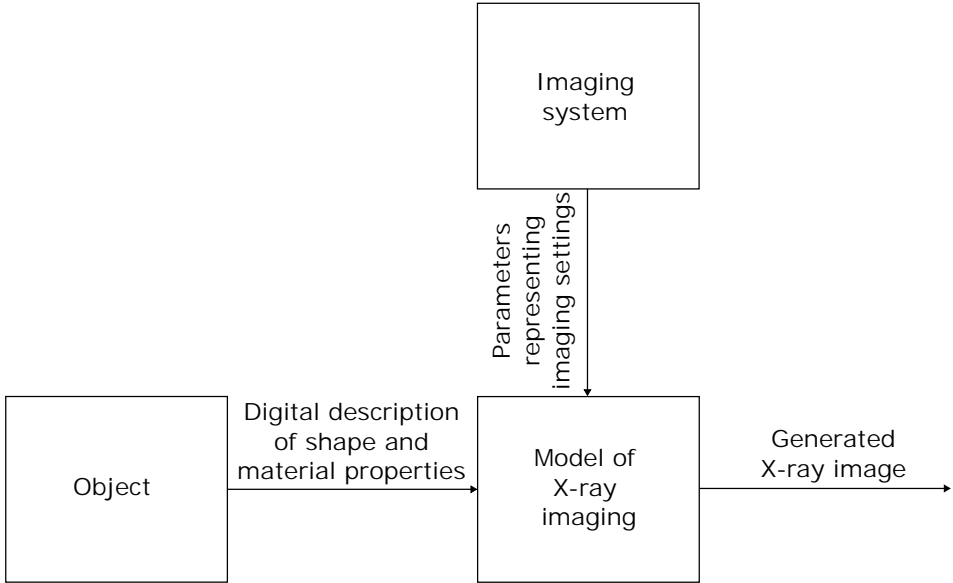 Imaging
system
Parameters
representing
imaging settings
Object
Digital description
of shape and
material properties
Model of
X-ray
imaging
Generated
X-ray image